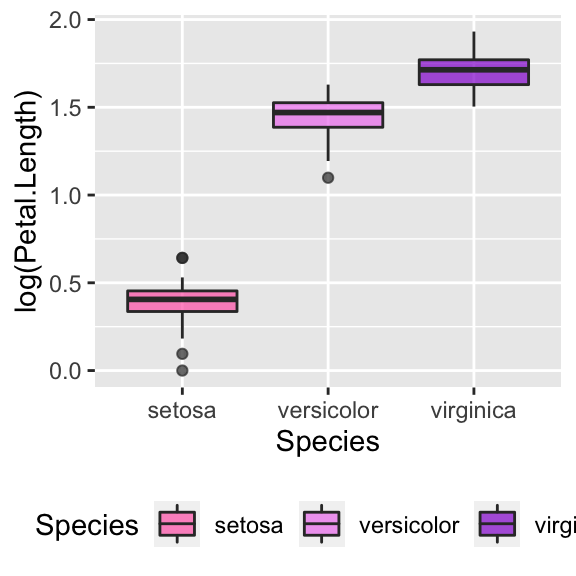 2.0
1.5
1.0
0.5
0.0
log(Petal.Length)
setosa versicolor virginica
Species
Species setosa versicolor virgi